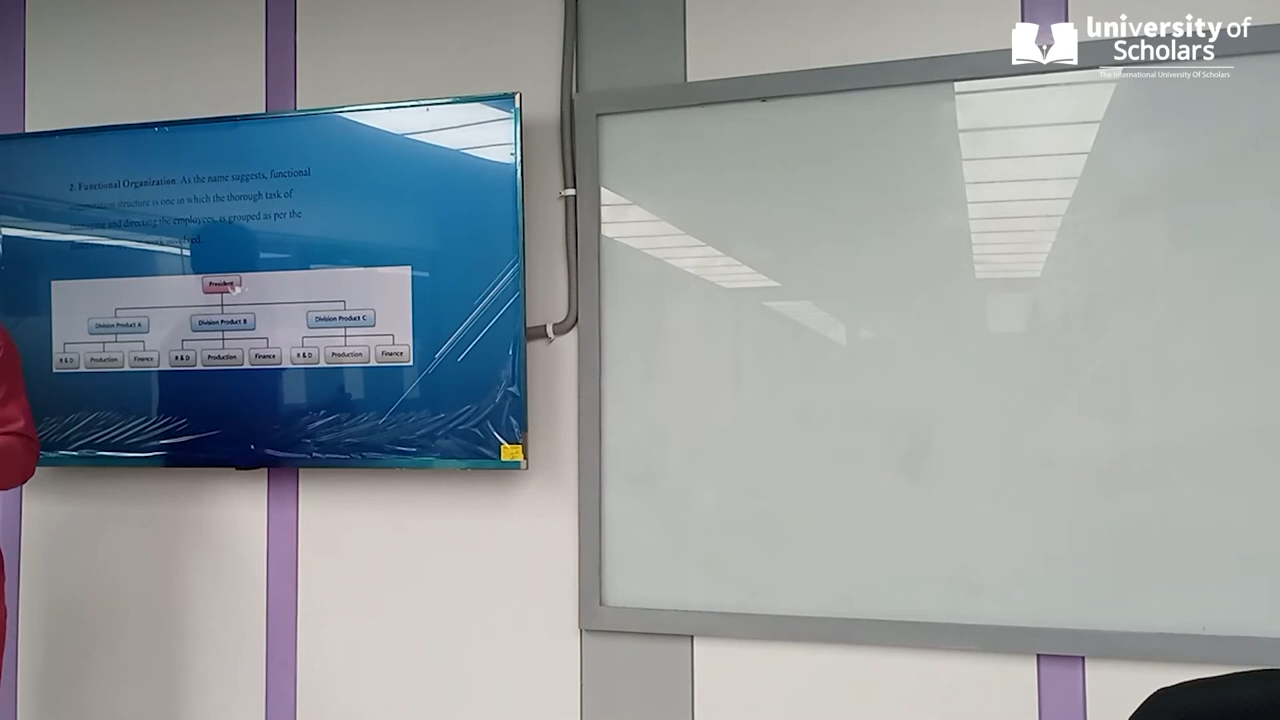 University of
Scholars
The International University Of Scholars
2. Functional Organization: As the name suggests, functional
structure is one in which the thorough task of
and directing the employees, is grouped as per the
involved.
President
Division Product A
Division Product B
Division Product C
R & D
Production
Finance
R & D
Production
Finance
R & D
Production
Finance